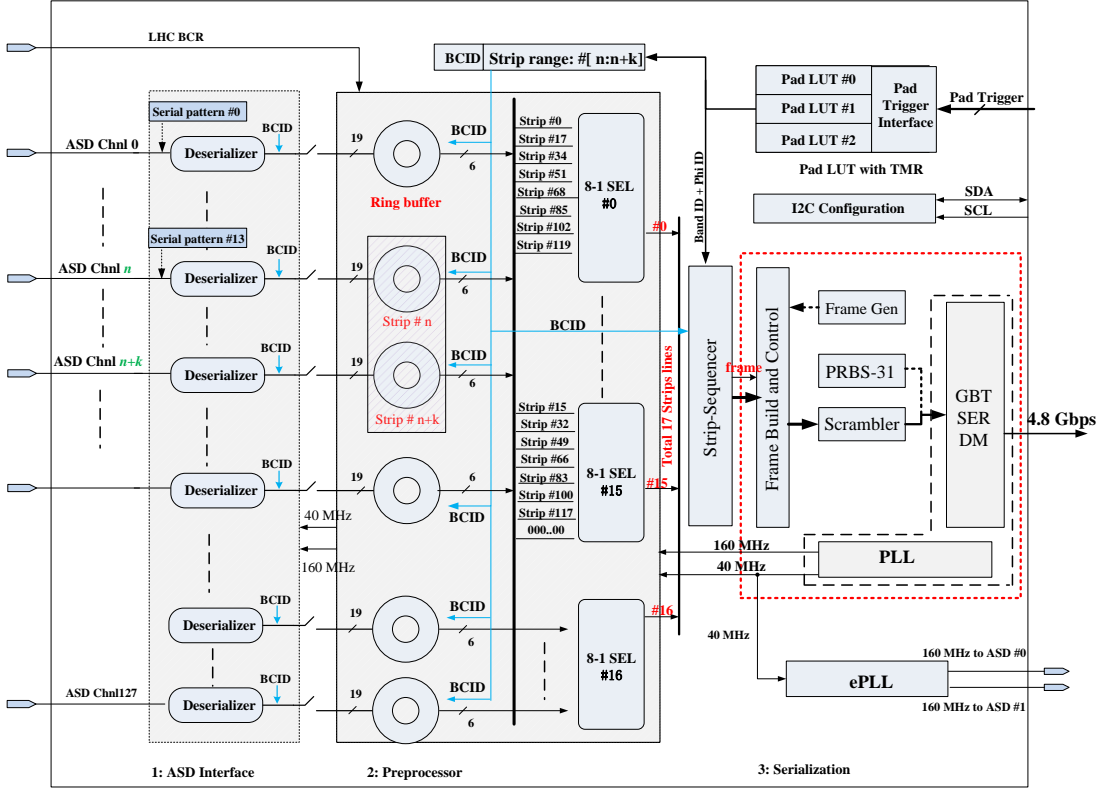 LHC BCR
BCID
Strip range: #[ n:n+k]
Pad LUT #0
Pad LUT #1
Pad LUT #2
Pad
Trigger
Interface
Pad Trigger
Pad LUT with TMR
I2C Configuration
SDA
SCL
Band ID + Phi ID
Serial pattern #0
BCID
ASD Chnl 0
Deserializer
19
6
BCID
Ring buffer
Strip #0
Strip #17
Strip #34
Strip #51
Strip #68
Strip #85
Strip #102
Strip #119
8-1 SEL
#0
#0
Serial pattern #13
BCID
ASD Chnl n
Deserializer
19
6
BCID
Strip # n
BCID
ASD Chnl n+k
BCID
Deserializer
19
6
BCID
Strip # n+k
Strip #15
Strip #32
Strip #49
Strip #66
Strip #83
Strip #100
Strip #117
000..00
8-1 SEL
#15
#15
Total 17 Strips lines
Strip-Sequencer
frame
Frame Build and Control
Frame Gen
PRBS-31
Scrambler
GBT
SER
DM
4.8 Gbps
PLL
BCID
Deserializer
19
6
BCID
40 MHz
160 MHz
160 MHz
40 MHz
40 MHz
BCID
Deserializer
19
6
BCID
8-1 SEL
#16
#16
ASD Chnl127
BCID
Deserializer
19
6
BCID
ePLL
160 MHz to ASD #0
160 MHz to ASD #1
1: ASD Interface
2: Preprocessor
3: Serialization